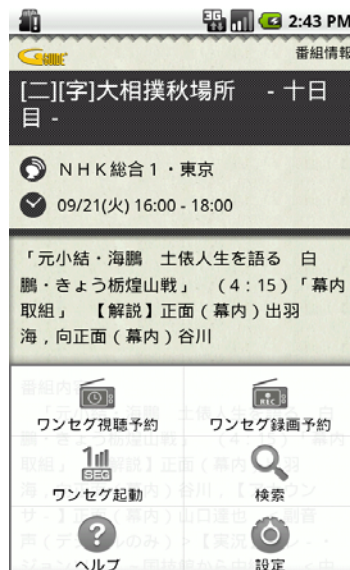 3G
2:43 PM
G GUIDE
番組情報
[二][字]大相撲秋場所　- 十日
目 -
ＮＨＫ総合１・東京
09/21(火) 16:00 - 18:00
「元小結・海鵬　土俵人生を語る　白
鵬・きょう栃煌山戦」　（４：１５）「幕内
取組」　【解説】正面（幕内）出羽
海，向正面（幕内）谷川
ワンセグ視聴予約
REC
ワンセグ録画予約
1
SEG
ワンセグ起動
検索
?
ヘルプ
設定